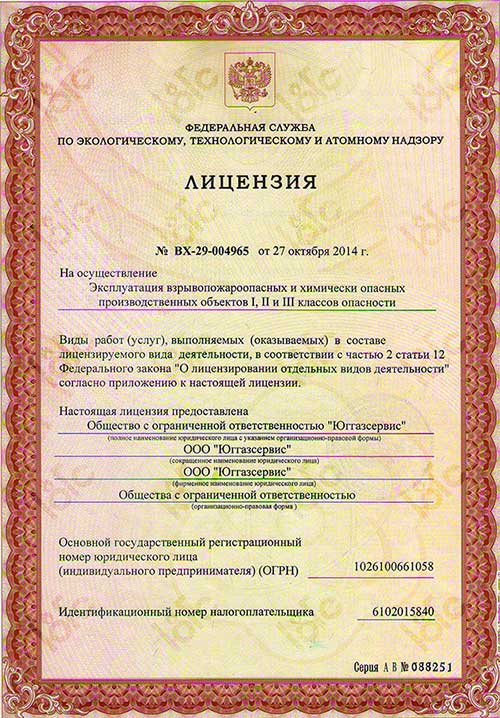 ФЕДЕРАЛЬНАЯ СЛУЖБА
ПО ЭКОЛОГИЧЕСКОМУ, ТЕХНОЛОГИЧЕСКОМУ И АТОМНОМУ НАДЗОРУ
ЛИЦЕНЗИЯ
№ ВХ-29-004965 от 27 октября 2014 г.
На осуществление
Эксплуатация взрывопожароопасных и химически опасных
производственных объектов I, II и III классов опасности
Виды работ (услуг), выполняемых (оказываемых) в составе
лицензируемого вида деятельности, в соответствии с частью 2 статьи 12
Федерального закона "О лицензировании отдельных видов деятельности"
согласно приложению к настоящей лицензии.
Настоящая лицензия предоставлена
Общество с ограниченной ответственностью "Юггазсервис"
(полное наименование юридического лица с указанием организационно-правовой формы)
ООО "Юггазсервис"
(сокращенное наименование юридического лица)
ООО "Юггазсервис"
(фирменное наименование юридического лица)
Общества с ограниченной ответственностью
(организационно-правовая форма)
Основной государственный регистрационный
номер юридического лица
(индивидуального предпринимателя) (ОГРН) 1026100661058
Идентификационный номер налогоплательщика 6102015840
Серия А В № 088251